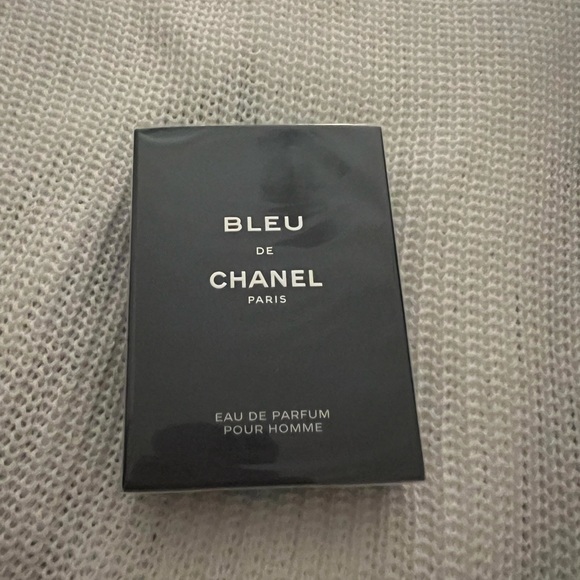 BLEU
DE
CHANEL
PARIS
EAU DE PARFUM
POUR HOMME